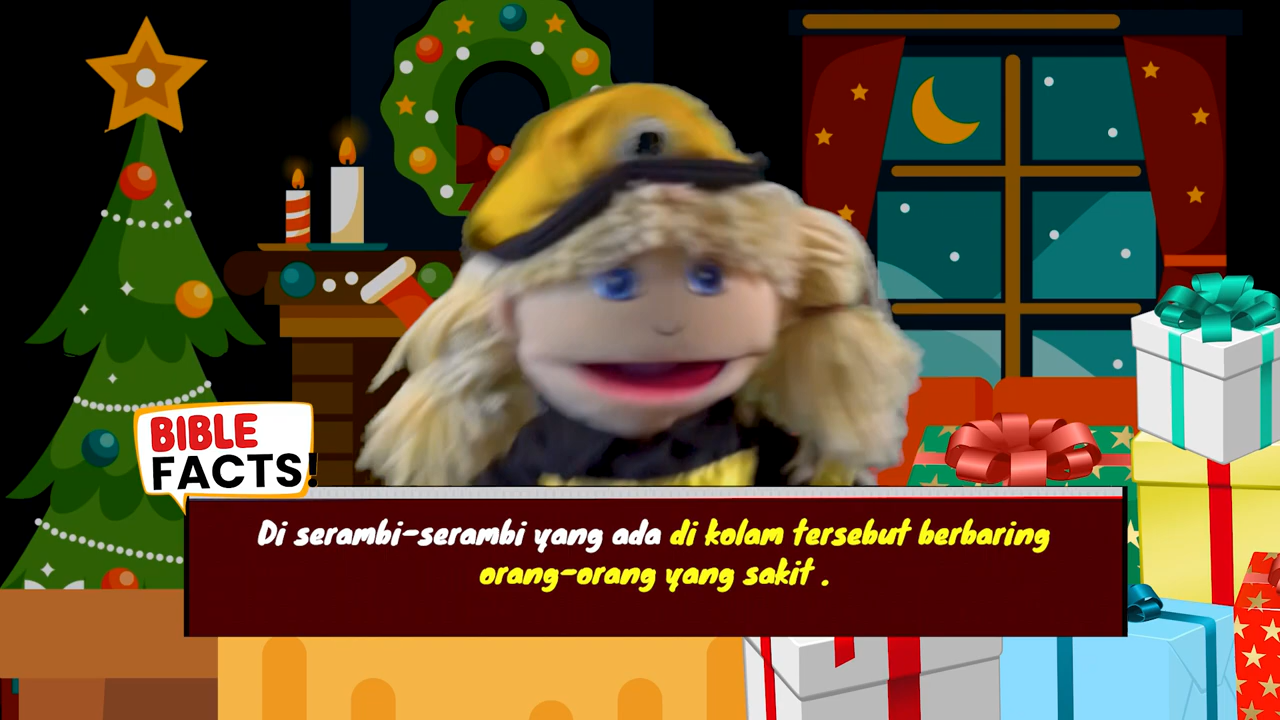 BIBLE
FACTS!
Di serambi-serambi yang ada di kolam tersebut berbaring
orang-orang yang sakit .